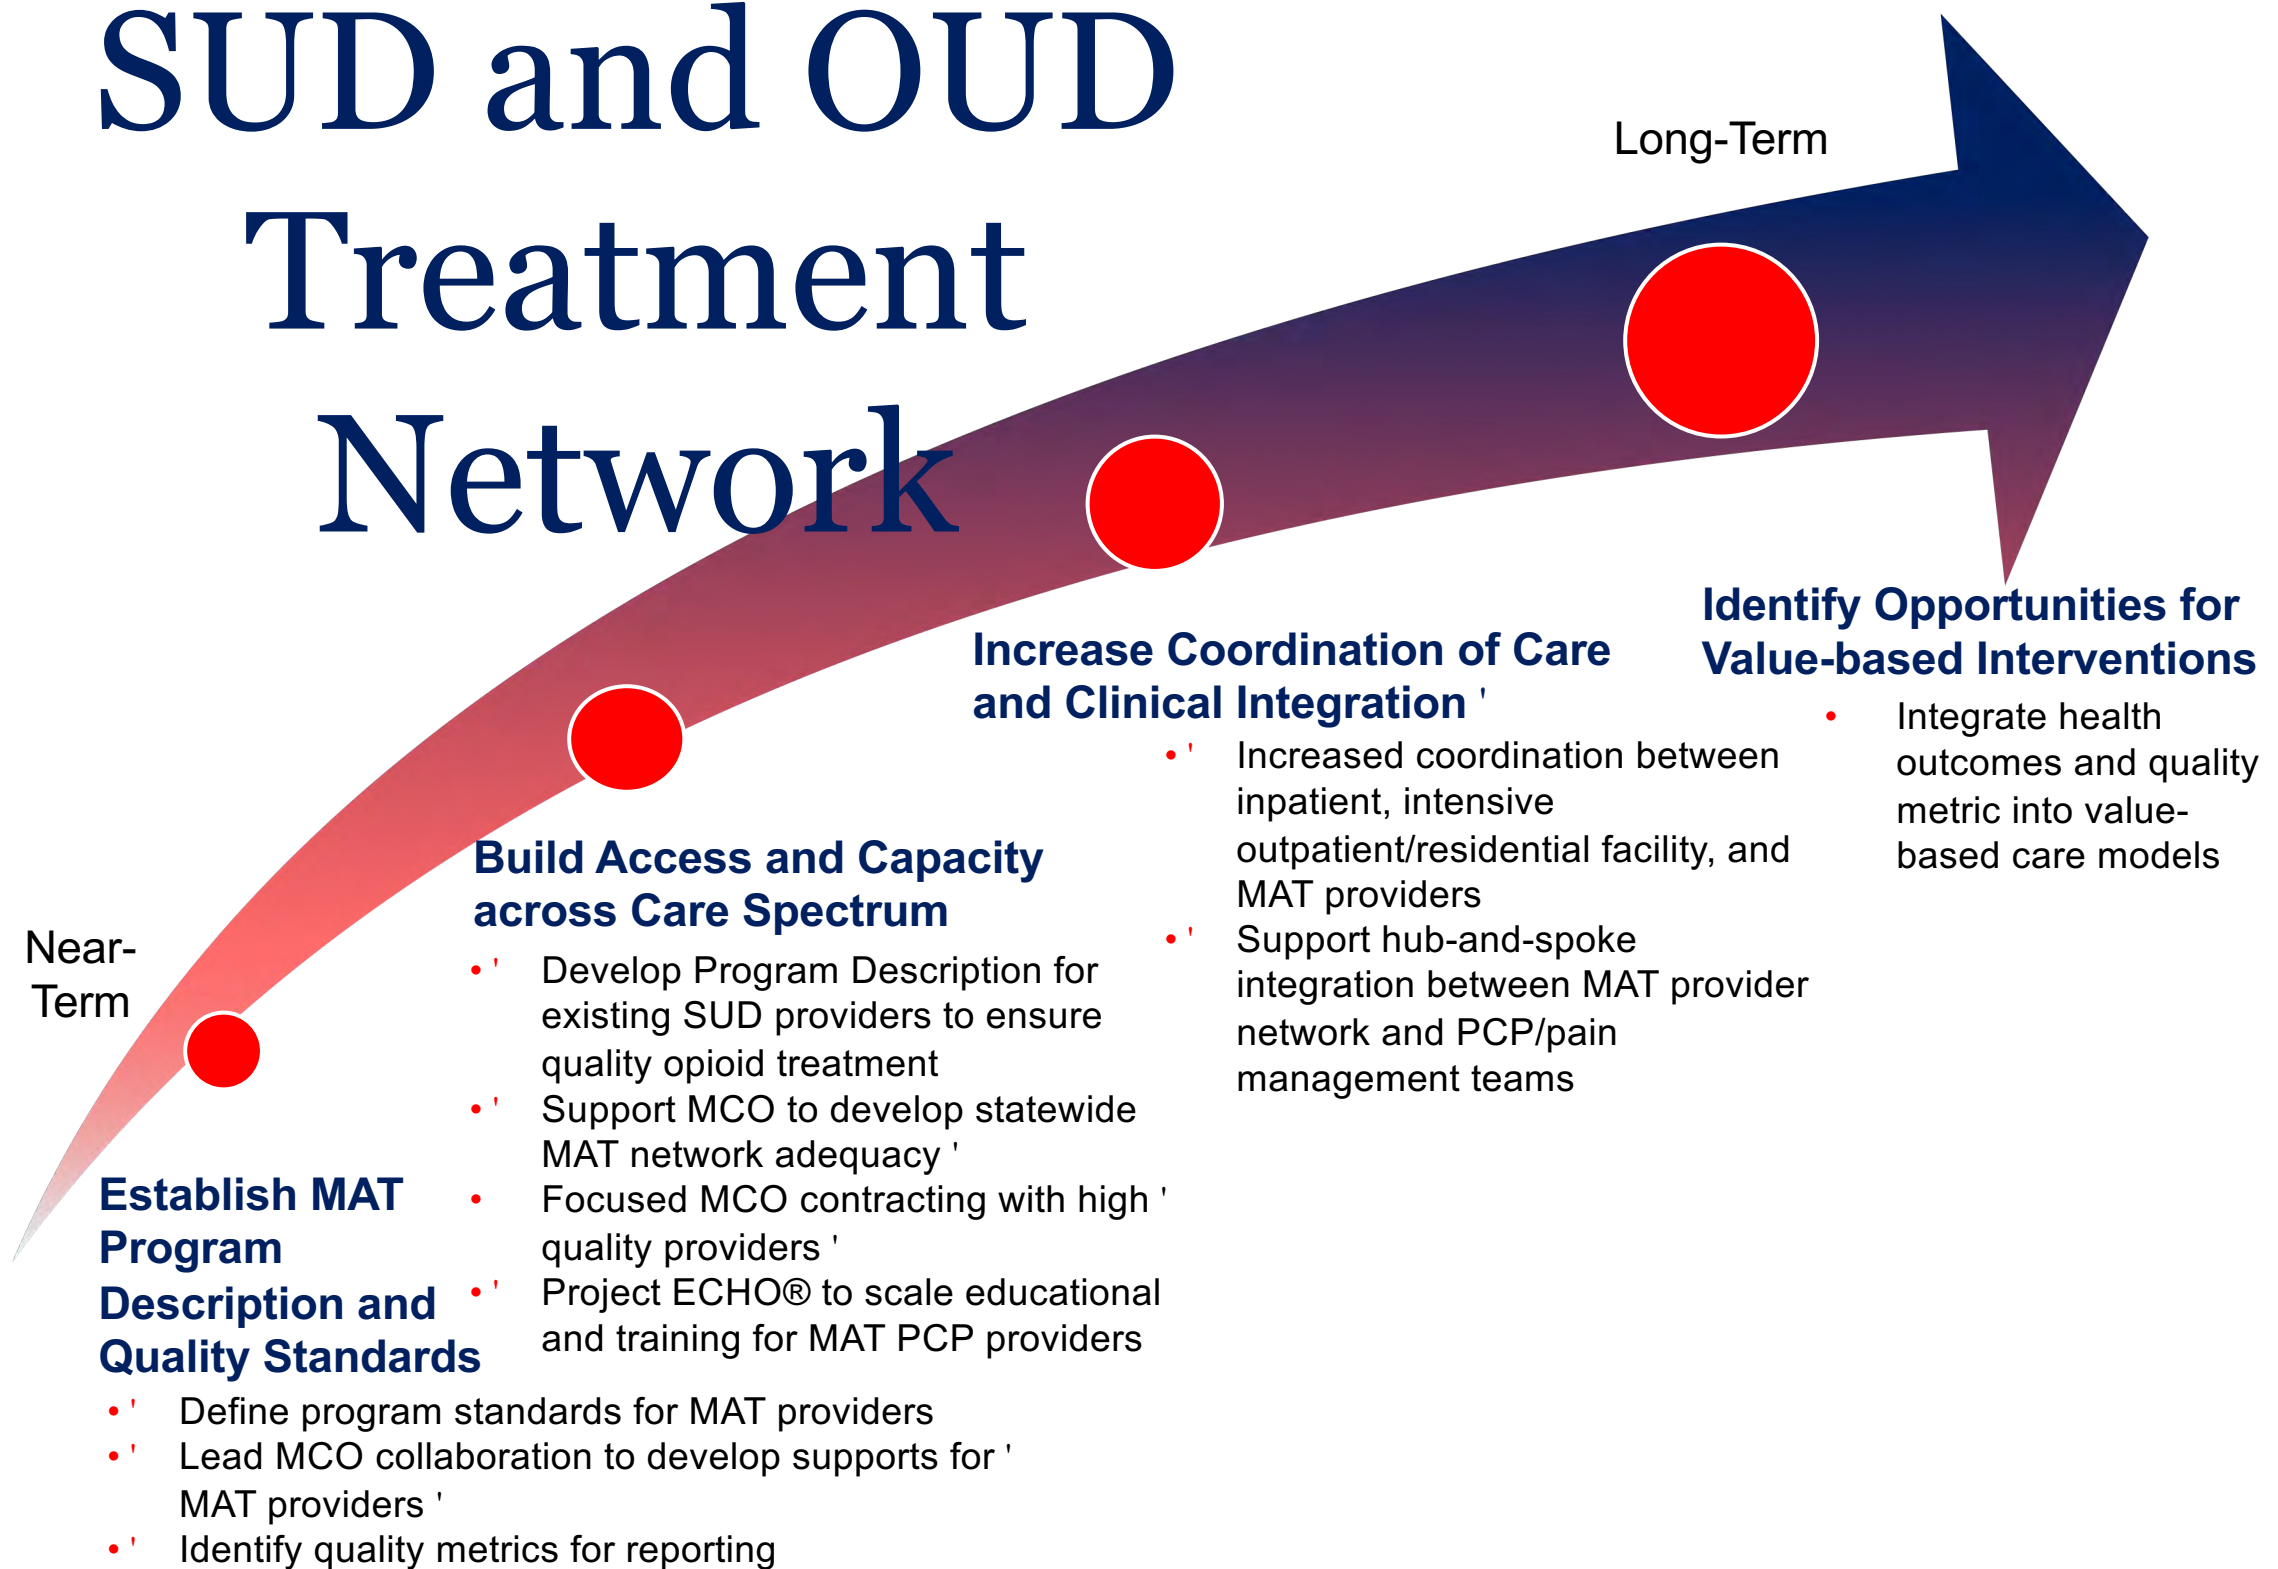 SUD and OUD
Treatment
Network
Long-Term
Near-
Term
Establish MAT
Program
Description and
Quality Standards
• ' Define program standards for MAT providers
• ' Lead MCO collaboration to develop supports for '
MAT providers '
• ' Identify quality metrics for reporting
Build Access and Capacity
across Care Spectrum
• ' Develop Program Description for
existing SUD providers to ensure
quality opioid treatment
• ' Support MCO to develop statewide
MAT network adequacy '
• Focused MCO contracting with high '
quality providers '
• ' Project ECHO® to scale educational
and training for MAT PCP providers
Increase Coordination of Care
and Clinical Integration '
• ' Increased coordination between
inpatient, intensive
outpatient/residential facility, and
MAT providers
• ' Support hub-and-spoke
integration between MAT provider
network and PCP/pain
management teams
Identify Opportunities for
Value-based Interventions
• Integrate health
outcomes and quality
metric into value-
based care models